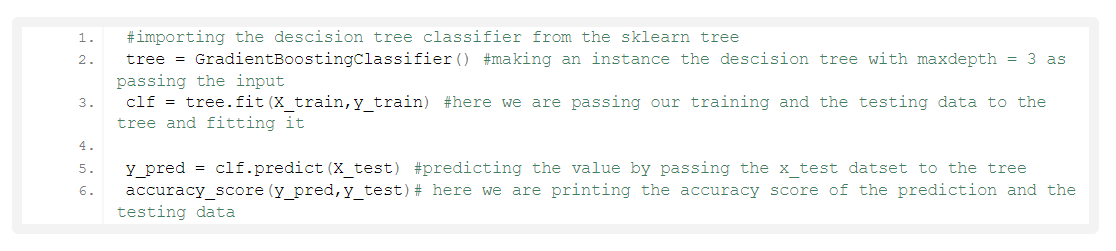 1. #importing the descision tree classifier from the sklearn tree
2. tree = GradientBoostingClassifier() #making an instance the descision tree with maxdepth = 3 as
passing the input
3. clf = tree.fit(X_train,y_train) #here we are passing our training and the testing data to the
tree and fitting it
4.
5. y_pred = clf.predict(X_test) #predicting the value by passing the x_test datset to the tree
6. accuracy_score(y_pred,y_test)# here we are printing the accuracy score of the prediction and the
testing data